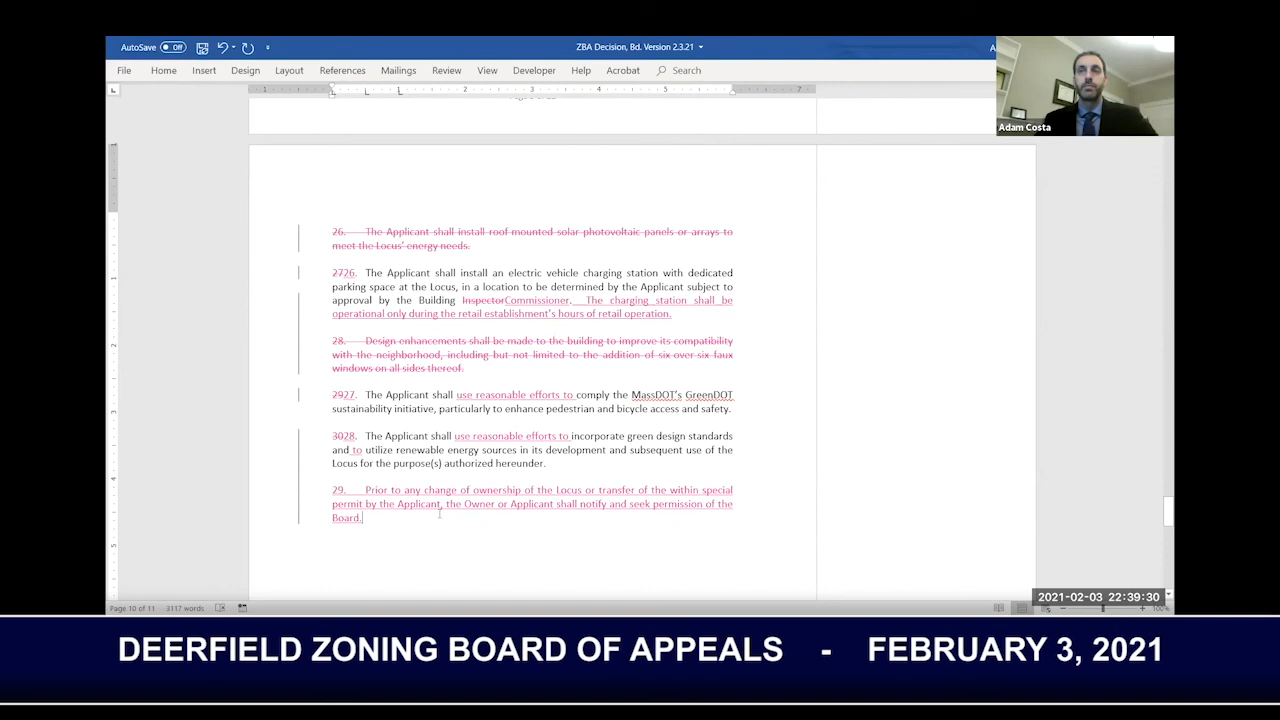 AutoSave Off
ZBA Decision, Bd. Version 2.3.21
A
File Home Insert Design Layout References Mailings Review View Developer Help Acrobat Search
Adam Costa
1 1 2 3 4 5 7
26. The Applicant shall install roof-mounted solar photovoltaic panels or arrays to
meet the Locus' energy needs.
2726. The Applicant shall install an electric vehicle charging station with dedicated
parking space at the Locus, in a location to be determined by the Applicant subject to
approval by the Building InspectorCommissioner. The charging station shall be
operational only during the retail establishment's hours of retail operation.
28. Design enhancements shall be made to the building to improve its compatibility
with the neighborhood, including but not limited to the addition of six-over-six faux
windows on all sides thereof.
2927. The Applicant shall use reasonable efforts to comply the MassDOT's GreenDOT
sustainability initiative, particularly to enhance pedestrian and bicycle access and safety.
3028. The Applicant shall use reasonable efforts to incorporate green design standards
and to utilize renewable energy sources in its development and subsequent use of the
Locus for the purpose(s) authorized hereunder.
29. Prior to any change of ownership of the Locus or transfer of the within special
permit by the Applicant, the Owner or Applicant shall notify and seek permission of the
Board.
2021-02-03 22:39:30
Page 10 of 11 3117 words
100%
DEERFIELD ZONING BOARD OF APPEALS - FEBRUARY 3, 2021